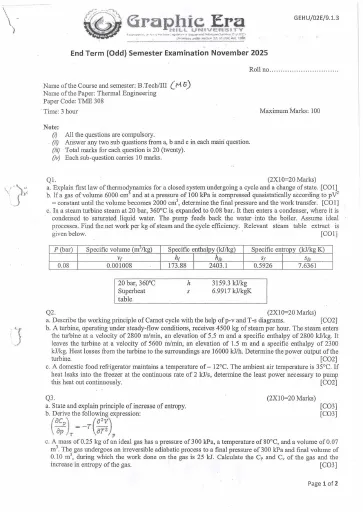 GEHU/02E/9.1.3
Graphic Era
HILL UNIVERSITY
End Term (Odd) Semester Examination November 2025
Roll no
Name of the Course and semester: B.Tech/III (ME)
Name of the Paper: Thermal Engineering
Paper Code: TME 308
Time: 3 hour Maximum Marks: 100
Note:
(i) All the questions are compulsory.
(ii) Answer any two sub questions from a, b and c in each main question.
(iii) Total marks for each question is 20 (twenty).
(iv) Each sub-question carries 10 marks.
Q1. (2X10=20 Marks)
a. Explain first law of thermodynamics for a closed system undergoing a cycle and a change of state. [CO1]
b. If a gas of volume 6000 cm³ and at a pressure of 100 kPa is compressed quasistatically according to pV²
= constant until the volume becomes 2000 cm³, determine the final pressure and the work transfer. [CO1]
c. In a steam turbine steam at 20 bar, 360°C is expanded to 0.08 bar. It then enters a condenser, where it is
condensed to saturated liquid water. The pump feeds back the water into the boiler. Assume ideal
processes, Find the net work per kg of steam and the cycle efficiency. Relevant steam table extract is
given below. [CO1]
P (bar) Specific volume (m³/kg) Specific enthalpy (kJ/kg) Specific entropy (kJ/kg K)
vf hf hfg sf sfg
0.08 0.001008 173.88 2403.1 0.5926 7.6361
20 bar, 360°C h 3159.3 kJ/kg
Superheat s 6.9917 kJ/kgK
table
Q2. (2X10=20 Marks)
a. Describe the working principle of Carnot cycle with the help of p-v and T-s diagrams. [CO2]
b. A turbine, operating under steady-flow conditions, receives 4500 kg of steam per hour. The steam enters
the turbine at a velocity of 2800 m/min, an elevation of 5.5 m and a specific enthalpy of 2800 kJ/kg. It
leaves the turbine at a velocity of 5600 m/min, an elevation of 1.5 m and a specific enthalpy of 2300
kJ/kg. Heat losses from the turbine to the surroundings are 16000 kJ/h. Determine the power output of the
turbine. [CO2]
c. A domestic food refrigerator maintains a temperature of – 12°C. The ambient air temperature is 35°C. If
heat leaks into the freezer at the continuous rate of 2 kJ/s, determine the least power necessary to pump
this heat out continuously. [CO2]
Q3. (2X10=20 Marks)
a. State and explain principle of increase of entropy. [CO3]
b. Derive the following expression: [CO3]
(∂Cp/∂p)T = −T(∂²V/∂T²)p
c. A mass of 0.25 kg of an ideal gas has a pressure of 300 kPa, a temperature of 80°C, and a volume of 0.07
m³. The gas undergoes an irreversible adiabatic process to a final pressure of 300 kPa and final volume of
0.10 m³, during which the work done on the gas is 25 kJ. Calculate the Cp and Cv of the gas and the
increase in entropy of the gas. [CO3]
Page 1 of 2